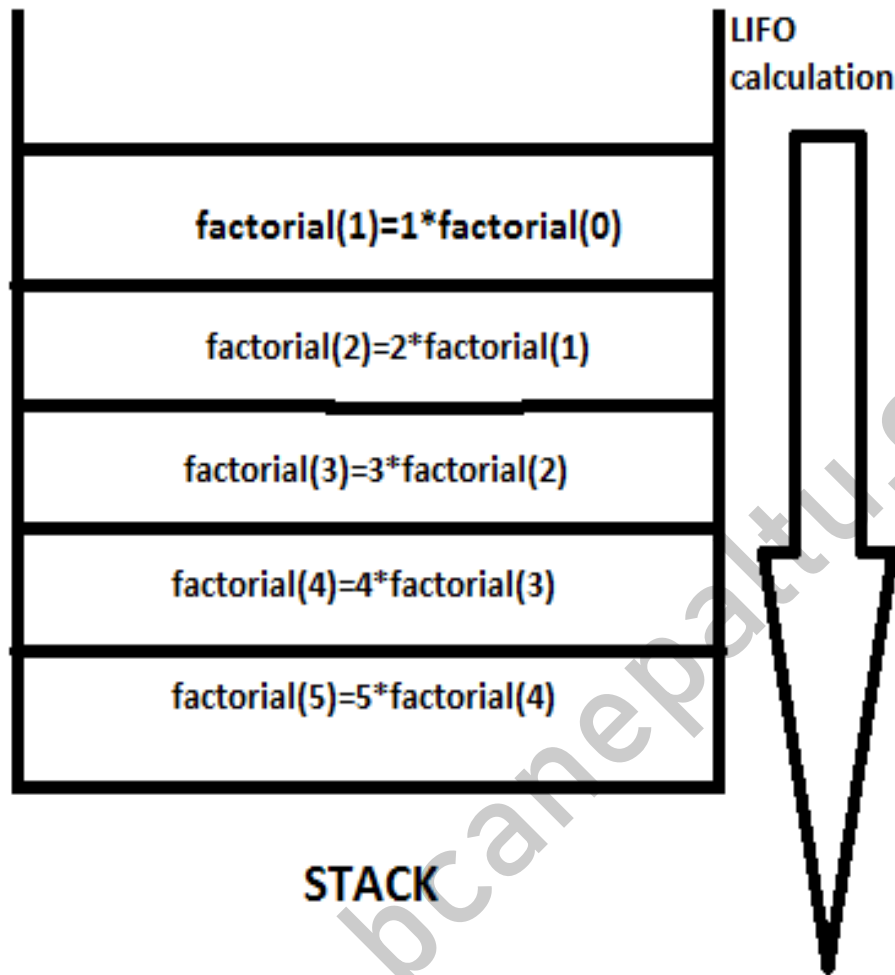 LIFO
calculation
factorial(1)=1*factorial(0)
factorial(2)=2*factorial(1)
factorial(3)=3*factorial(2)
factorial(4)=4*factorial(3)
factorial(5)=5*factorial(4)
STACK